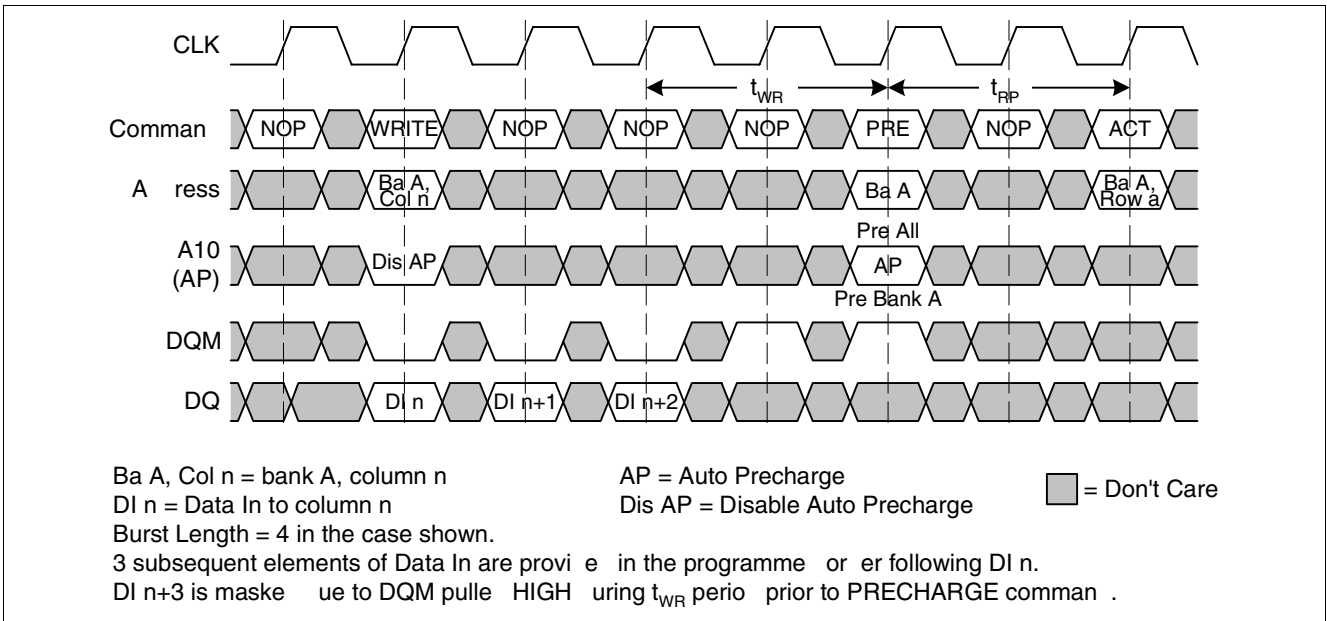 CLK
t_WR t_RP
Comman NOP WRITE NOP NOP NOP PRE NOP ACT
A ress Ba A, Col n Ba A Ba A, Row a
Pre All
A10 (AP) Dis AP AP
Pre Bank A
DQM
DQ DI n DI n+1 DI n+2
Ba A, Col n = bank A, column n
AP = Auto Precharge
= Don't Care
DI n = Data In to column n
Dis AP = Disable Auto Precharge
Burst Length = 4 in the case shown.
3 subsequent elements of Data In are provi e in the programme or er following DI n.
DI n+3 is maske ue to DQM pulle HIGH uring t_WR perio prior to PRECHARGE comman .